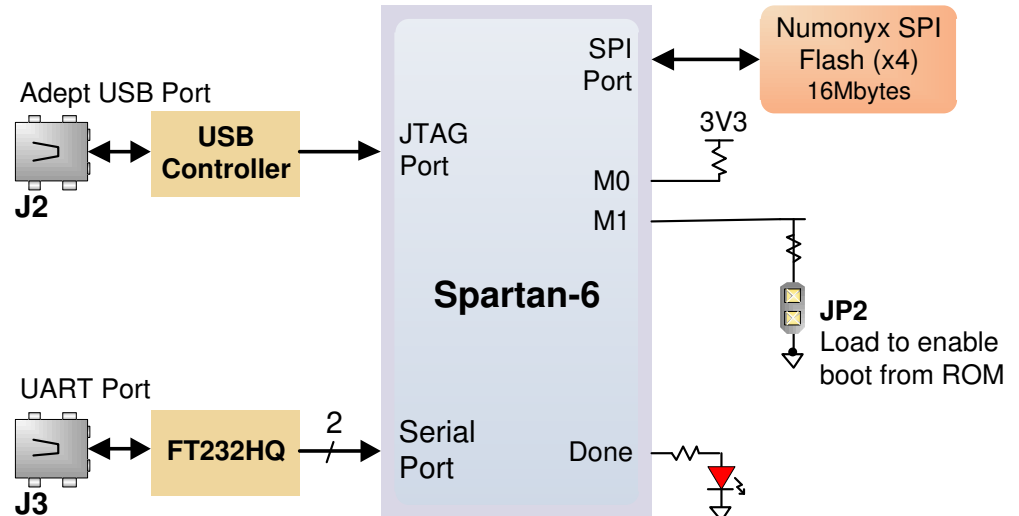 Adept USB Port
J2
USB
Controller
JTAG
Port
SPI
Port
Numonyx SPI
Flash (x4)
16Mbytes
3V3
M0
M1
Spartan-6
JP2
Load to enable
boot from ROM
UART Port
J3
FT232HQ
2
Serial
Port
Done